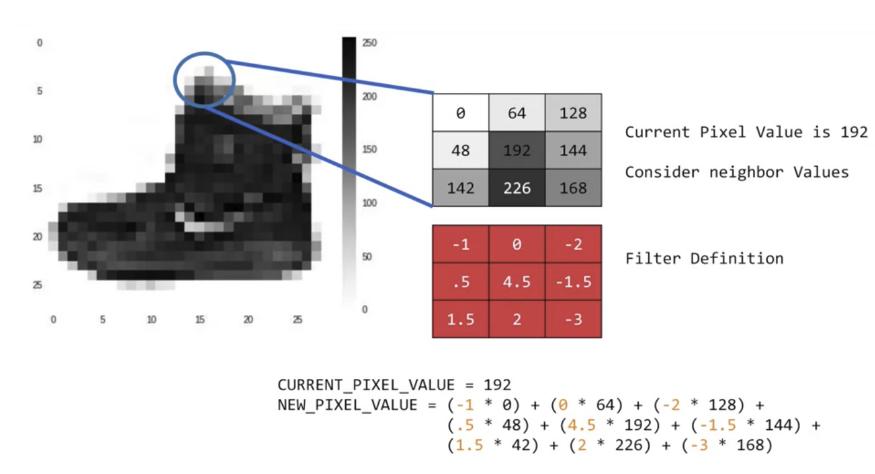 0
5
10
15
20
25
0 5 10 15 20 25
250
200
150
100
50
0
0 64 128
48 192 144
142 226 168
Current Pixel Value is 192
Consider neighbor Values
-1 0 -2
.5 4.5 -1.5
1.5 2 -3
Filter Definition
CURRENT_PIXEL_VALUE = 192
NEW_PIXEL_VALUE = (-1 * 0) + (0 * 64) + (-2 * 128) +
(.5 * 48) + (4.5 * 192) + (-1.5 * 144) +
(1.5 * 42) + (2 * 226) + (-3 * 168)